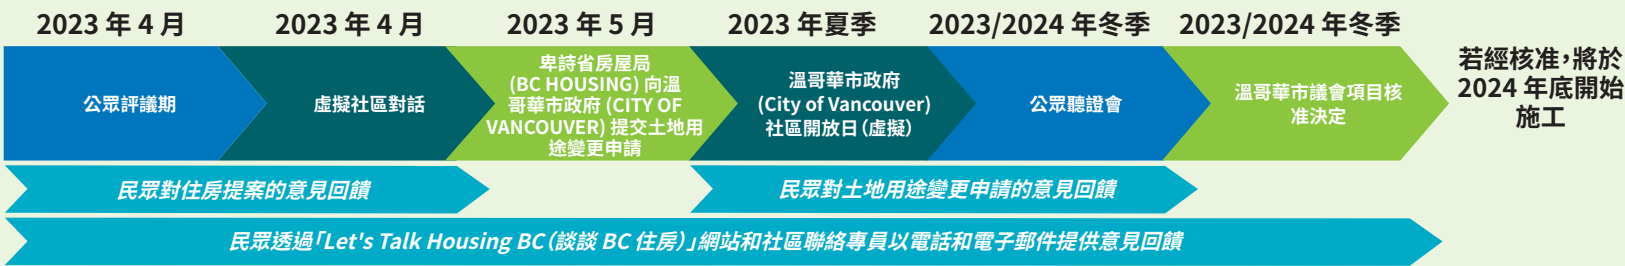 2023 年 4 月
2023 年 4 月
2023 年 5 月
2023 年夏季
2023/2024 年冬季
2023/2024 年冬季
公眾評議期
虛擬社區對話
卑詩省房屋局
(BC HOUSING) 向溫
哥華市政府 (CITY OF
VANCOUVER) 提交土地用
途變更申請
溫哥華市政府
(City of Vancouver)
社區開放日（虛擬）
公眾聽證會
溫哥華市議會項目核
准決定
若經核准，將於
2024 年底開始
施工
民眾對住房提案的意見回饋
民眾對土地用途變更申請的意見回饋
民眾透過「Let's Talk Housing BC（談談 BC 住房）」網站和社區聯絡專員以電話和電子郵件提供意見回饋